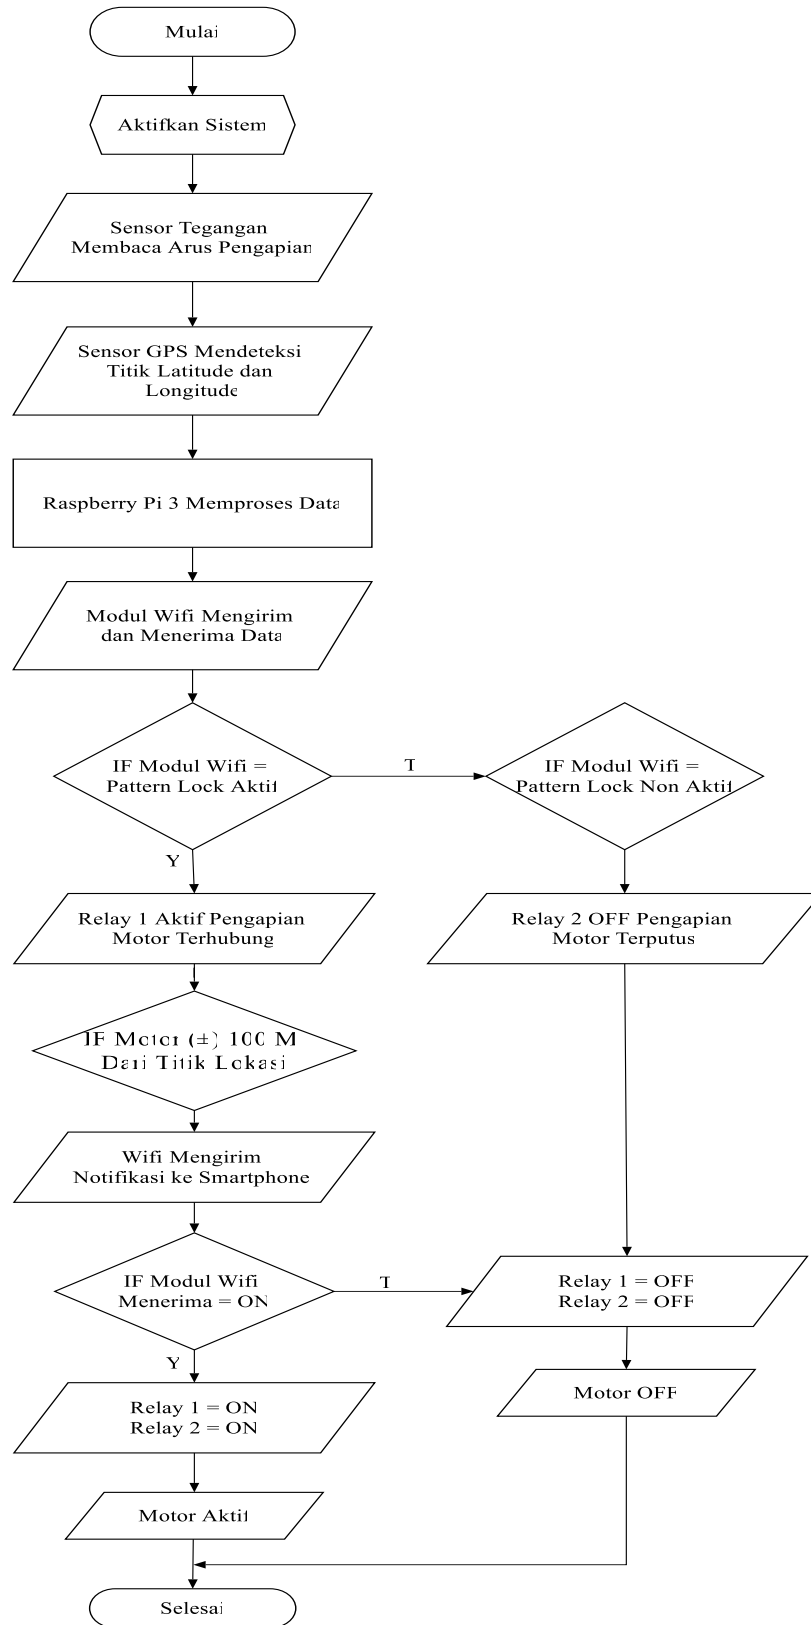 Mulai
Aktifkan Sistem
Sensor Tegangan
Membaca Arus Pengapian
Sensor GPS Mendeteksi
Titik Latitude dan
Longitude
Raspberry Pi 3 Memproses Data
Modul Wifi Mengirim
dan Menerima Data
IF Modul Wifi =
Pattern Lock Aktif
T
IF Modul Wifi =
Pattern Lock Non Aktif
Y
Relay 1 Aktif Pengapian
Motor Terhubung
Relay 2 OFF Pengapian
Motor Terputus
IF Motor (±) 100 M
Dari Titik Lokasi
Wifi Mengirim
Notifikasi ke Smartphone
IF Modul Wifi
Menerima = ON
T
Relay 1 = OFF
Relay 2 = OFF
Y
Motor OFF
Relay 1 = ON
Relay 2 = ON
Motor Aktif
Selesai